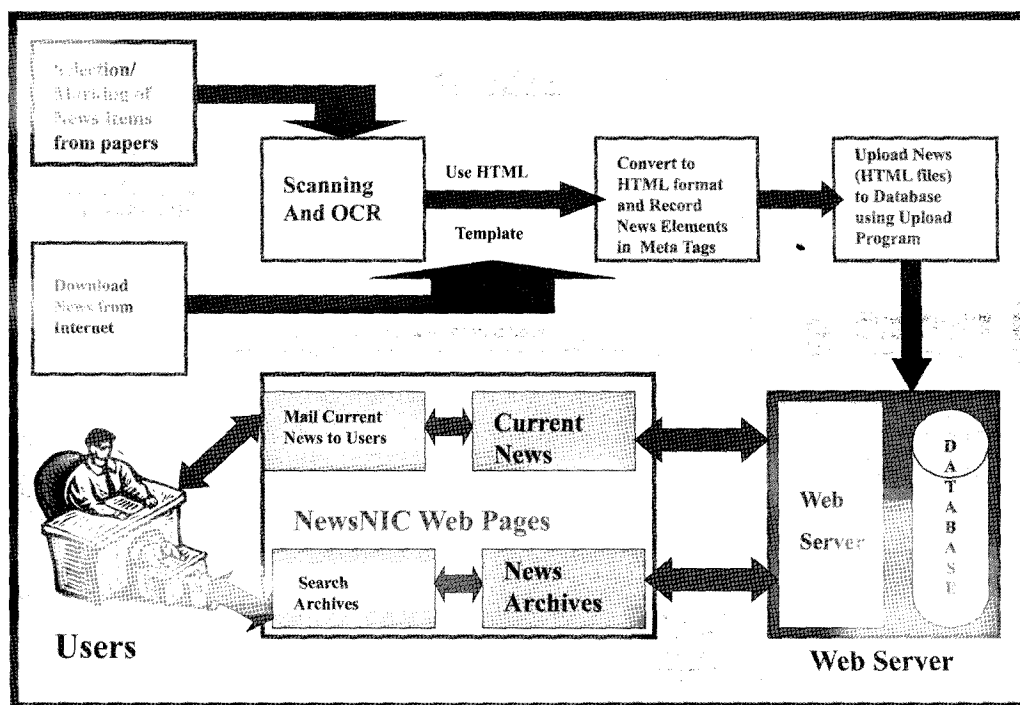 Selection/
Marking of
News Items
from papers
Scanning
And OCR
Use HTML
Template
Convert to
HTML format
and Record
News Elements
in Meta Tags
Upload News
(HTML files)
to Database
using Upload
Program
Download
News from
Internet
Mail Current
News to Users
Current
News
NewsNIC Web Pages
Search
Archives
News
Archives
Web
Server
D
A
T
A
B
A
S
E
Users
Web Server